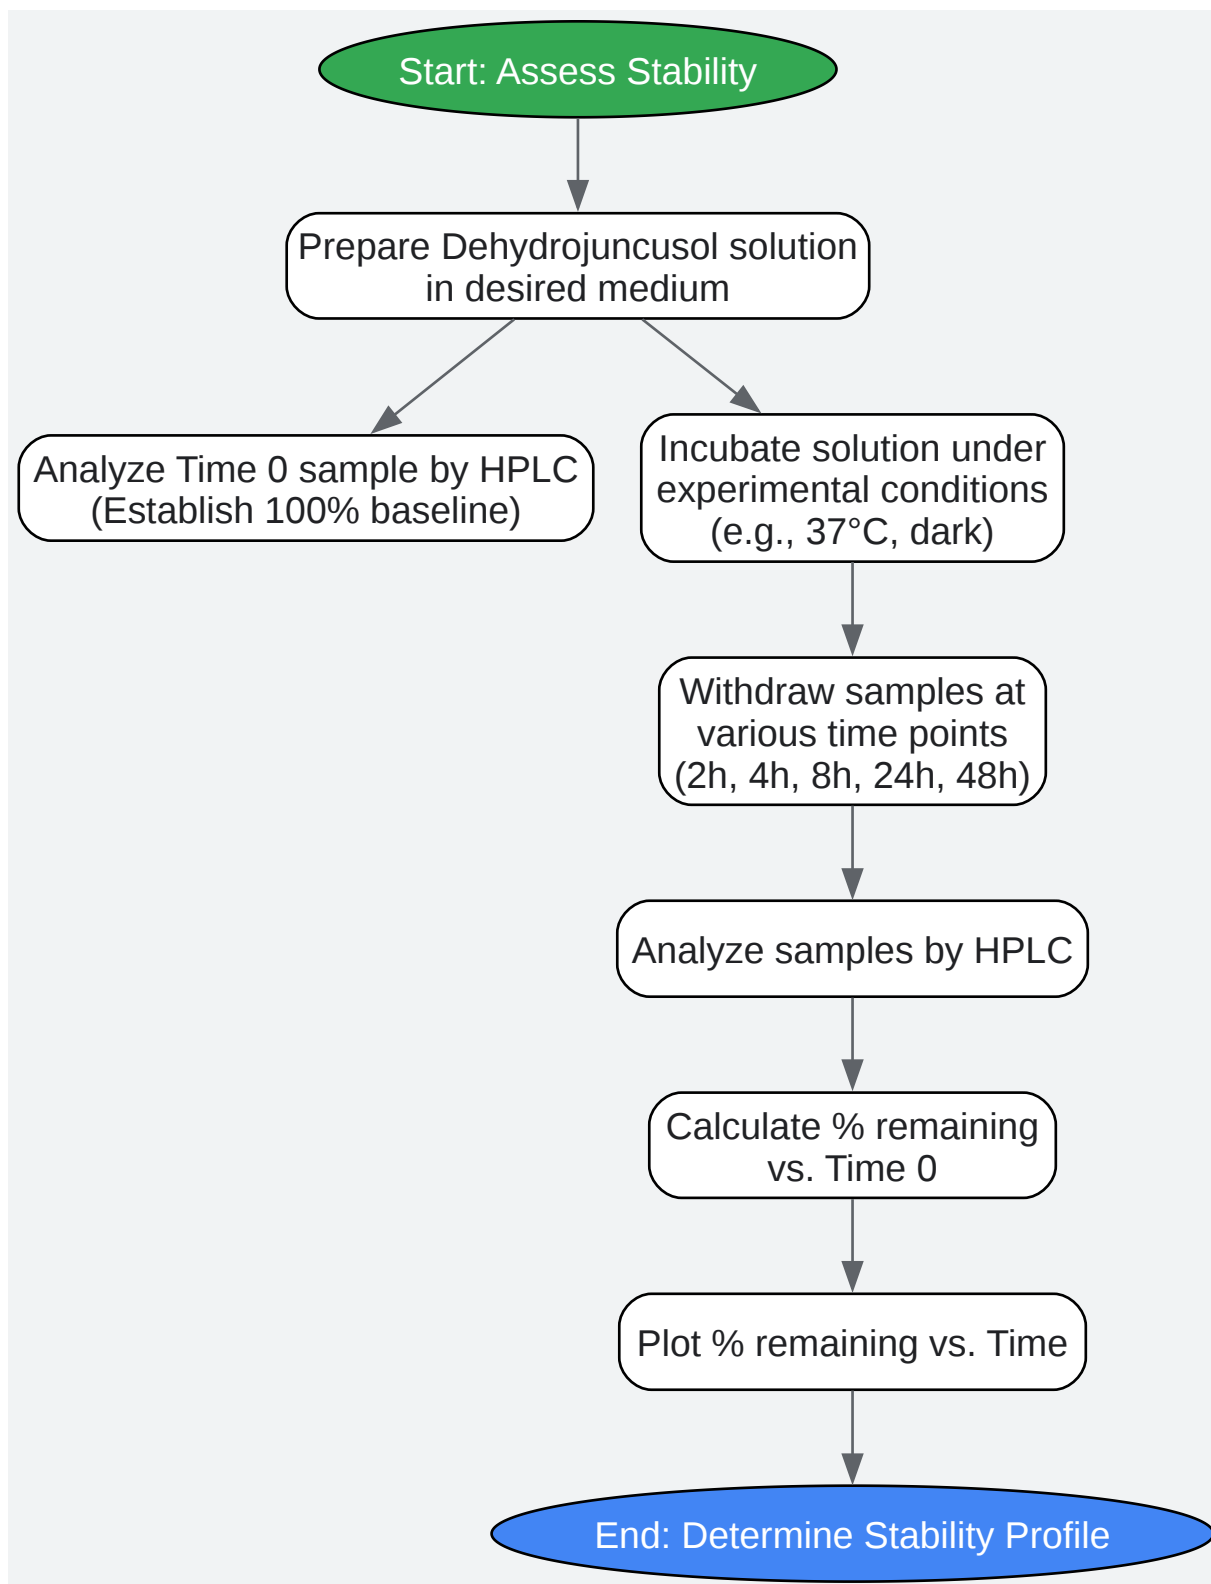 Start: Assess Stability
Prepare Dehydrojuncusol solution
in desired medium
Analyze Time 0 sample by HPLC
(Establish 100% baseline)
Incubate solution under
experimental conditions
(e.g., 37°C, dark)
Withdraw samples at
various time points
(2h, 4h, 8h, 24h, 48h)
Analyze samples by HPLC
Calculate % remaining
vs. Time 0
Plot % remaining vs. Time
End: Determine Stability Profile